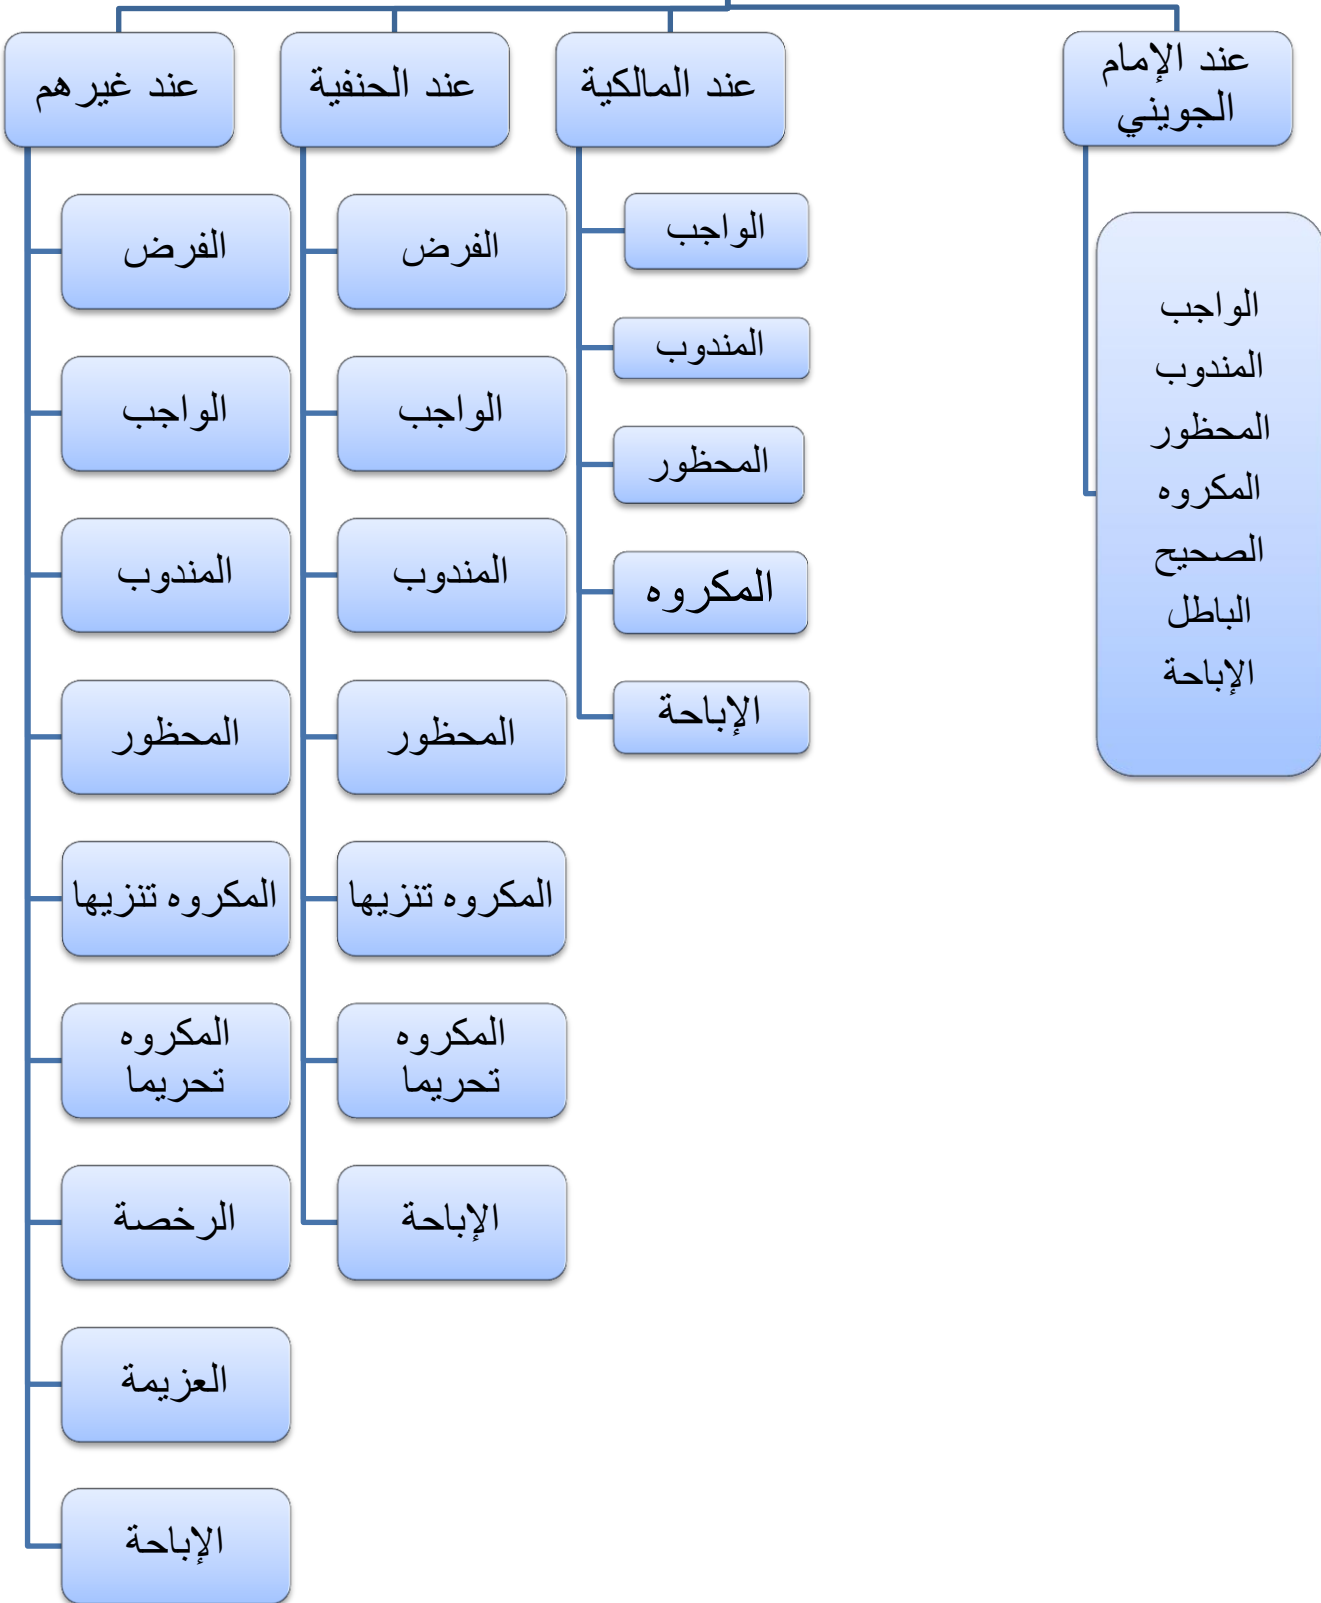 عند الإمام
الجويني
الواجب
المندوب
المحظور
المكروه
الصحيح
الباطل
الإباحة
عند المالكية
الواجب
المندوب
المحظور
المكروه
الإباحة
عند الحنفية
الفرض
الواجب
المندوب
المحظور
المكروه تنزيها
المكروه
تحريما
الإباحة
عند غيرهم
الفرض
الواجب
المندوب
المحظور
المكروه تنزيها
المكروه
تحريما
الرخصة
العزيمة
الإباحة